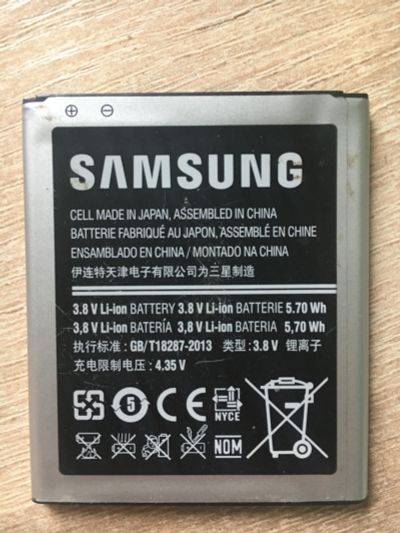 SAMSUNG
CELL MADE IN JAPAN, ASSEMBLED IN CHINA
BATTERIE FABRIQUÉ AU JAPON, ASSEMBLÉ EN CHINE
ENSAMBLADO EN CHINA / MONTADO NA CHINA
伊连特天津电子有限公司为三星制造
3.8 V Li-ion BATTERY 3.8 V Li-ion BATTERIE 5.70 Wh
3,8 V Li-ion BATERÍA 3,8 V Li-ion BATERIA 5,70 Wh
执行标准 : GB/T18287-2013 类型 : 3.8 V 锂离子
充电限制电压 : 4.35 V
5 CE NYCE
NOM